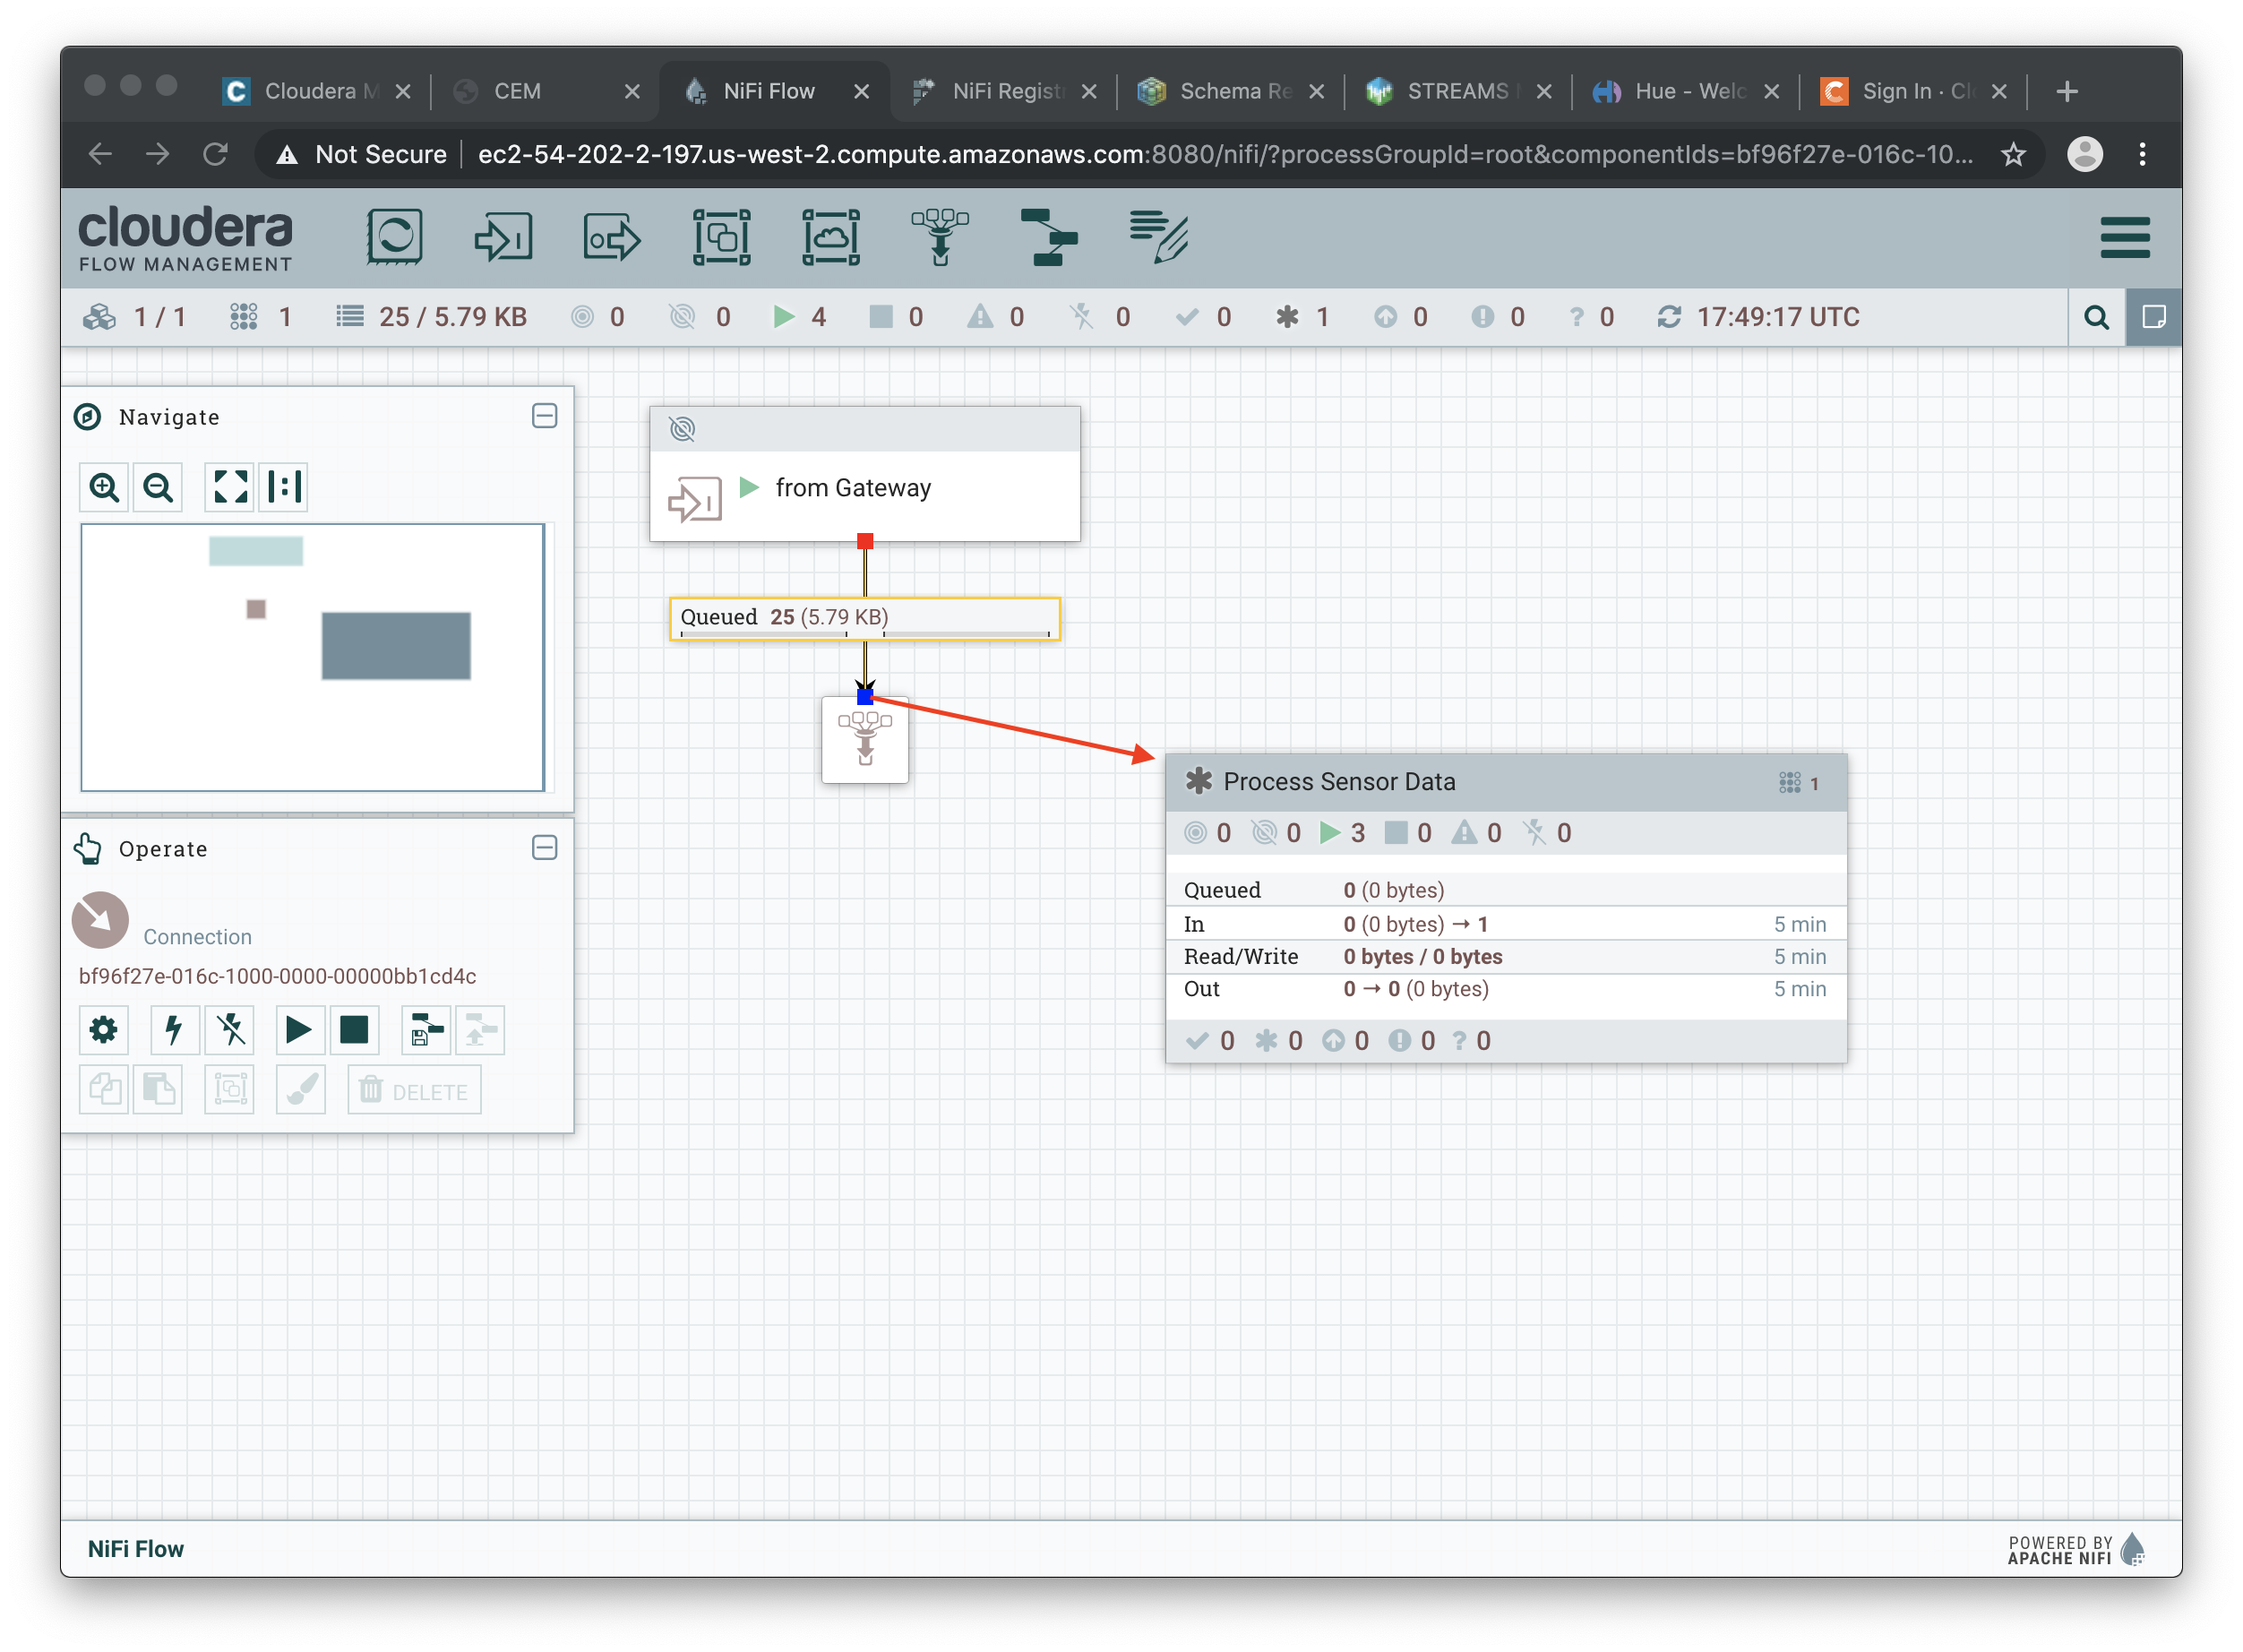 Cloudera M
CEM
NiFi Flow
NiFi Regist
Schema Re
STREAMS
Hue - Welc
Sign In · Cl
Not Secure
ec2-54-202-2-197.us-west-2.compute.amazonaws.com:8080/nifi/?processGroupId=root&componentIds=bf96f27e-016c-10...
cloudera
FLOW MANAGEMENT
1 / 1
1
25 / 5.79 KB
0
0
4
0
0
0
0
1
0
0
? 0
17:49:17 UTC
Navigate
from Gateway
Queued 25 (5.79 KB)
Process Sensor Data
1
0 0 3 0 0 0
Queued 0 (0 bytes)
In 0 (0 bytes) → 1 5 min
Read/Write 0 bytes / 0 bytes 5 min
Out 0 → 0 (0 bytes) 5 min
0 0 0 0 ? 0
Operate
Connection
bf96f27e-016c-1000-0000-00000bb1cd4c
DELETE
NiFi Flow
POWERED BY
APACHE NIFI